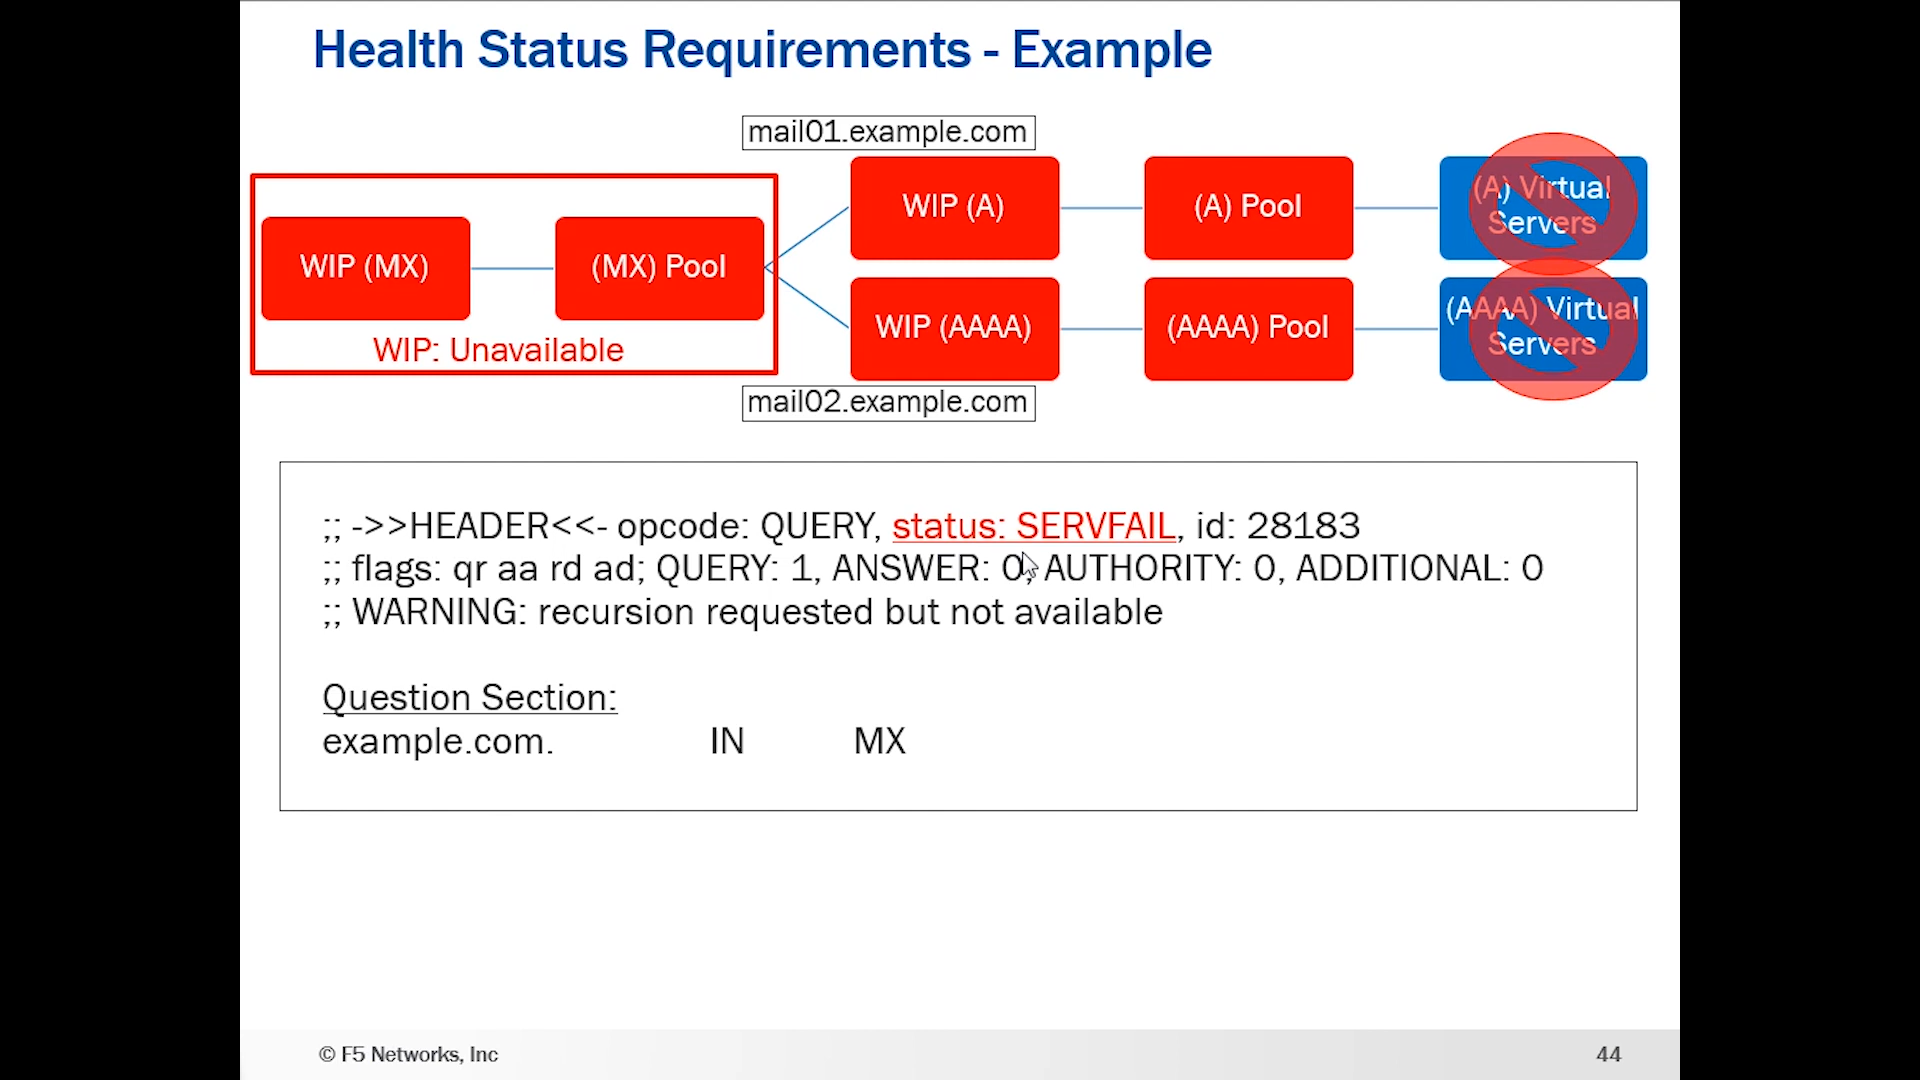 Health Status Requirements - Example
mail01.example.com
WIP (MX)
(MX) Pool
WIP: Unavailable
WIP (A)
(A) Pool
(A) Virtual
Servers
WIP (AAAA)
(AAAA) Pool
(AAAA) Virtual
Servers
mail02.example.com
;; ->>HEADER<<- opcode: QUERY, status: SERVFAIL, id: 28183
;; flags: qr aa rd ad; QUERY: 1, ANSWER: 0, AUTHORITY: 0, ADDITIONAL: 0
;; WARNING: recursion requested but not available
Question Section:
example.com. IN MX
© F5 Networks, Inc
44